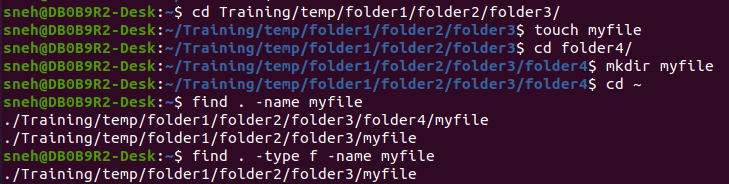 sneh@DB0B9R2-Desk:~$ cd Training/temp/folder1/folder2/folder3/
sneh@DB0B9R2-Desk:~/Training/temp/folder1/folder2/folder3$ touch myfile
sneh@DB0B9R2-Desk:~/Training/temp/folder1/folder2/folder3$ cd folder4/
sneh@DB0B9R2-Desk:~/Training/temp/folder1/folder2/folder3/folder4$ mkdir myfile
sneh@DB0B9R2-Desk:~/Training/temp/folder1/folder2/folder3/folder4$ cd ~
sneh@DB0B9R2-Desk:~$ find . -name myfile
./Training/temp/folder1/folder2/folder3/folder4/myfile
./Training/temp/folder1/folder2/folder3/myfile
sneh@DB0B9R2-Desk:~$ find . -type f -name myfile
./Training/temp/folder1/folder2/folder3/myfile